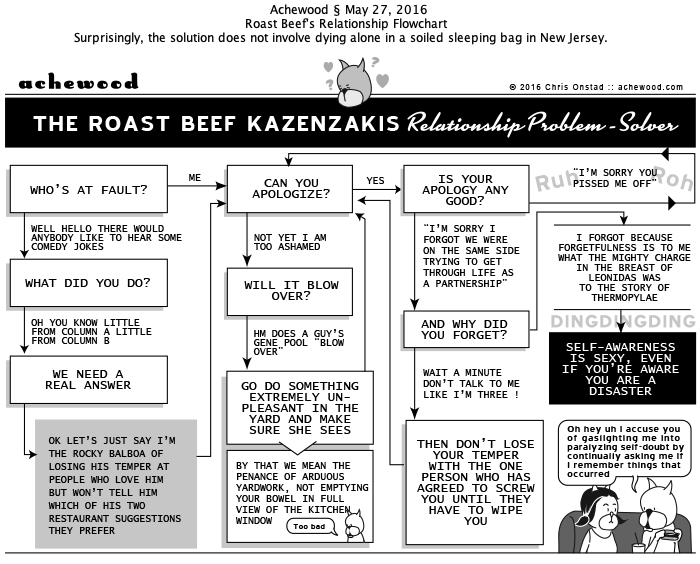 Achewood § May 27, 2016
Roast Beef's Relationship Flowchart
Surprisingly, the solution does not involve dying alone in a soiled sleeping bag in New Jersey.
achewood
? ?
?
© 2016 Chris Onstad :: achewood.com
THE ROAST BEEF KAZENZAKIS Relationship Problem-Solver
WHO'S AT FAULT?
ME
WELL HELLO THERE WOULD
ANYBODY LIKE TO HEAR SOME
COMEDY JOKES
WHAT DID YOU DO?
OH YOU KNOW LITTLE
FROM COLUMN A LITTLE
FROM COLUMN B
WE NEED A
REAL ANSWER
OK LET'S JUST SAY I'M
THE ROCKY BALBOA OF
LOSING HIS TEMPER AT
PEOPLE WHO LOVE HIM
BUT WON'T TELL HIM
WHICH OF HIS TWO
RESTAURANT SUGGESTIONS
THEY PREFER
CAN YOU
APOLOGIZE?
YES
NOT YET I AM
TOO ASHAMED
WILL IT BLOW
OVER?
HM DOES A GUY'S
GENE POOL "BLOW
OVER"
GO DO SOMETHING
EXTREMELY UN-
PLEASANT IN THE
YARD AND MAKE
SURE SHE SEES
BY THAT WE MEAN THE
PENANCE OF ARDUOUS
YARDWORK, NOT EMPTYING
YOUR BOWEL IN FULL
VIEW OF THE KITCHEN
WINDOW
Too bad
IS YOUR
APOLOGY ANY
GOOD?
Ruh Roh
"I'M SORRY YOU
PISSED ME OFF"
"I'M SORRY I
FORGOT WE WERE
ON THE SAME SIDE
TRYING TO GET
THROUGH LIFE AS
A PARTNERSHIP"
AND WHY DID
YOU FORGET?
WAIT A MINUTE
DON'T TALK TO ME
LIKE I'M THREE !
THEN DON'T LOSE
YOUR TEMPER
WITH THE ONE
PERSON WHO HAS
AGREED TO SCREW
YOU UNTIL THEY
HAVE TO WIPE
YOU
I FORGOT BECAUSE
FORGETFULNESS IS TO ME
WHAT THE MIGHTY CHARGE
IN THE BREAST OF
LEONIDAS WAS
TO THE STORY OF
THERMOPYLAE
DINGDINGDING
SELF-AWARENESS
IS SEXY, EVEN
IF YOU'RE AWARE
YOU ARE A
DISASTER
Oh hey uh I accuse you
of gaslighting me into
paralyzing self-doubt by
continually asking me if
I remember things that
occurred